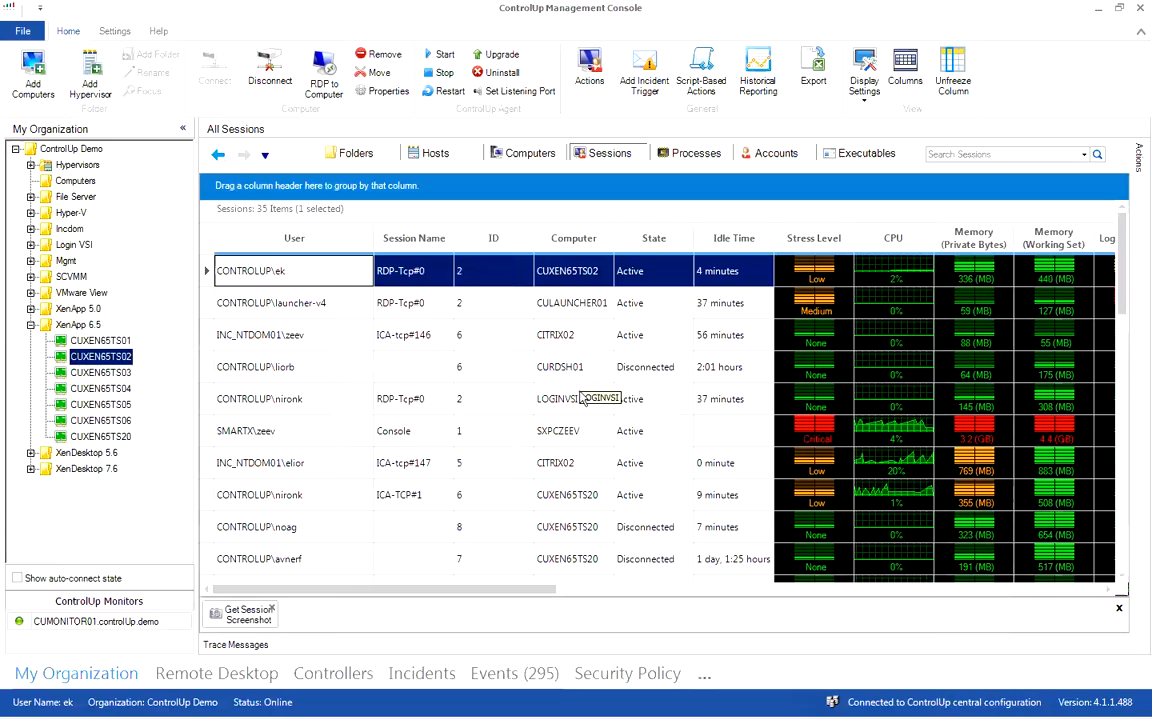 ControlUp Management Console
File Home Settings Help
Add Computers
Add Hypervisor
Add Folder
Rename
Focus
Folder
Connect
Disconnect
RDP to Computer
Remove
Move
Properties
Computer
Start
Stop
Restart
Upgrade
Uninstall
Set Listening Port
ControlUp Agent
Actions
Add Incident Trigger
Script-Based Actions
Historical Reporting
General
Export
Display Settings
Columns
Unfreeze Column
View
My Organization «
ControlUp Demo
Hypervisors
Computers
File Server
Hyper-V
Incdom
Login VSI
Mgmt
SCVMM
VMware View
XenApp 5.0
XenApp 6.5
CUXEN65TS01
CUXEN65TS02
CUXEN65TS03
CUXEN65TS04
CUXEN65TS05
CUXEN65TS06
CUXEN65TS20
XenDesktop 5.6
XenDesktop 7.6
Show auto-connect state
ControlUp Monitors
CUMONITOR01.controlUp.demo
All Sessions
Folders Hosts Computers Sessions Processes Accounts Executables Search Sessions
Actions
Drag a column header here to group by that column.
Sessions: 35 Items (1 selected)
User Session Name ID Computer State Idle Time Stress Level CPU Memory (Private Bytes) Memory (Working Set) Log
CONTROLUP\ek RDP-Tcp#0 2 CUXEN65TS02 Active 4 minutes Low 2% 336 (MB) 440 (MB)
CONTROLUP\launcher-v4 RDP-Tcp#0 2 CULAUNCHER01 Active 37 minutes Medium 0% 59 (MB) 127 (MB)
INC_NTDOM01\zeev ICA-tcp#146 6 CITRIX02 Active 56 minutes None 0% 88 (MB) 55 (MB)
CONTROLUP\liorb 6 CURDSH01 Disconnected 2:01 hours None 0% 64 (MB) 175 (MB)
CONTROLUP\nironk RDP-Tcp#0 2 LOGINVSI LOGINVSI ctive 37 minutes None 0% 145 (MB) 308 (MB)
SMARTX\zeev Console 1 SXPCZEEV Active Critical 4% 3.2 (GB) 4.4 (GB)
INC_NTDOM01\elior ICA-tcp#147 5 CITRIX02 Active 0 minute Low 20% 769 (MB) 883 (MB)
CONTROLUP\nironk ICA-TCP#1 6 CUXEN65TS20 Active 9 minutes Low 1% 355 (MB) 508 (MB)
CONTROLUP\noag 8 CUXEN65TS20 Disconnected 7 minutes None 0% 323 (MB) 654 (MB)
CONTROLUP\avnerf 7 CUXEN65TS20 Disconnected 1 day, 1:25 hours None 0% 191 (MB) 517 (MB)
Get Session Screenshot
x
Trace Messages
My Organization Remote Desktop Controllers Incidents Events (295) Security Policy ...
User Name: ek Organization: ControlUp Demo Status: Online Connected to ControlUp central configuration Version: 4.1.1.488